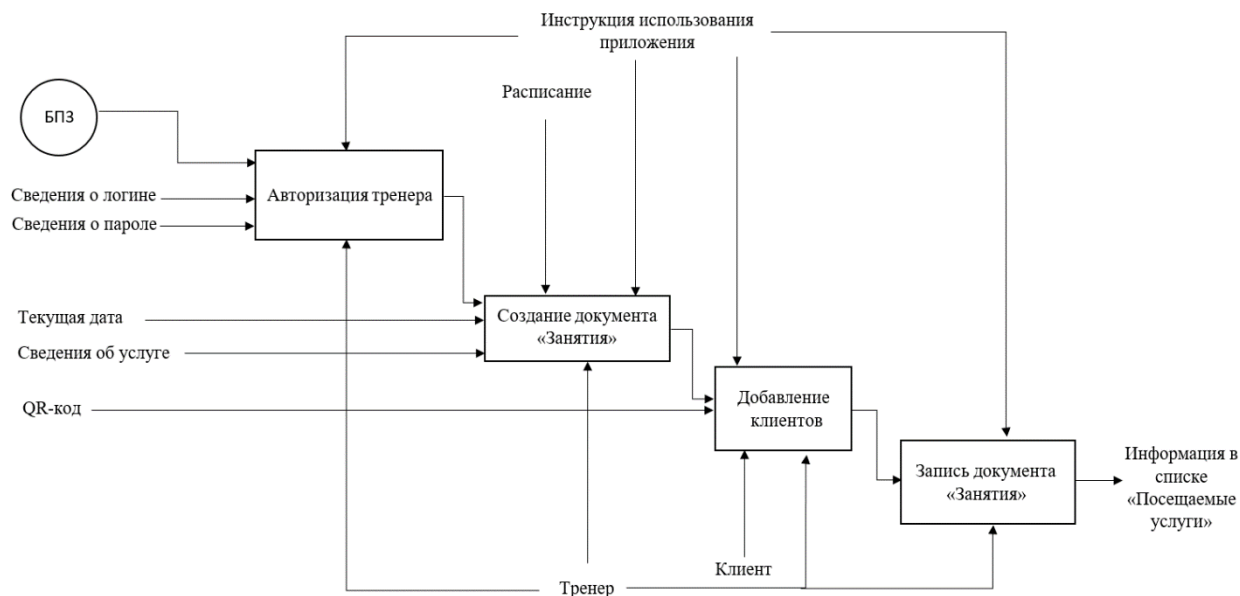 Инструкция использования
приложения
Расписание
БПЗ
Авторизация тренера
Сведения о логине
Сведения о пароле
Создание документа
«Занятия»
Текущая дата
Сведения об услуге
QR-код
Добавление
клиентов
Запись документа
«Занятия»
Информация в
списке
«Посещаемые
услуги»
Клиент
Тренер